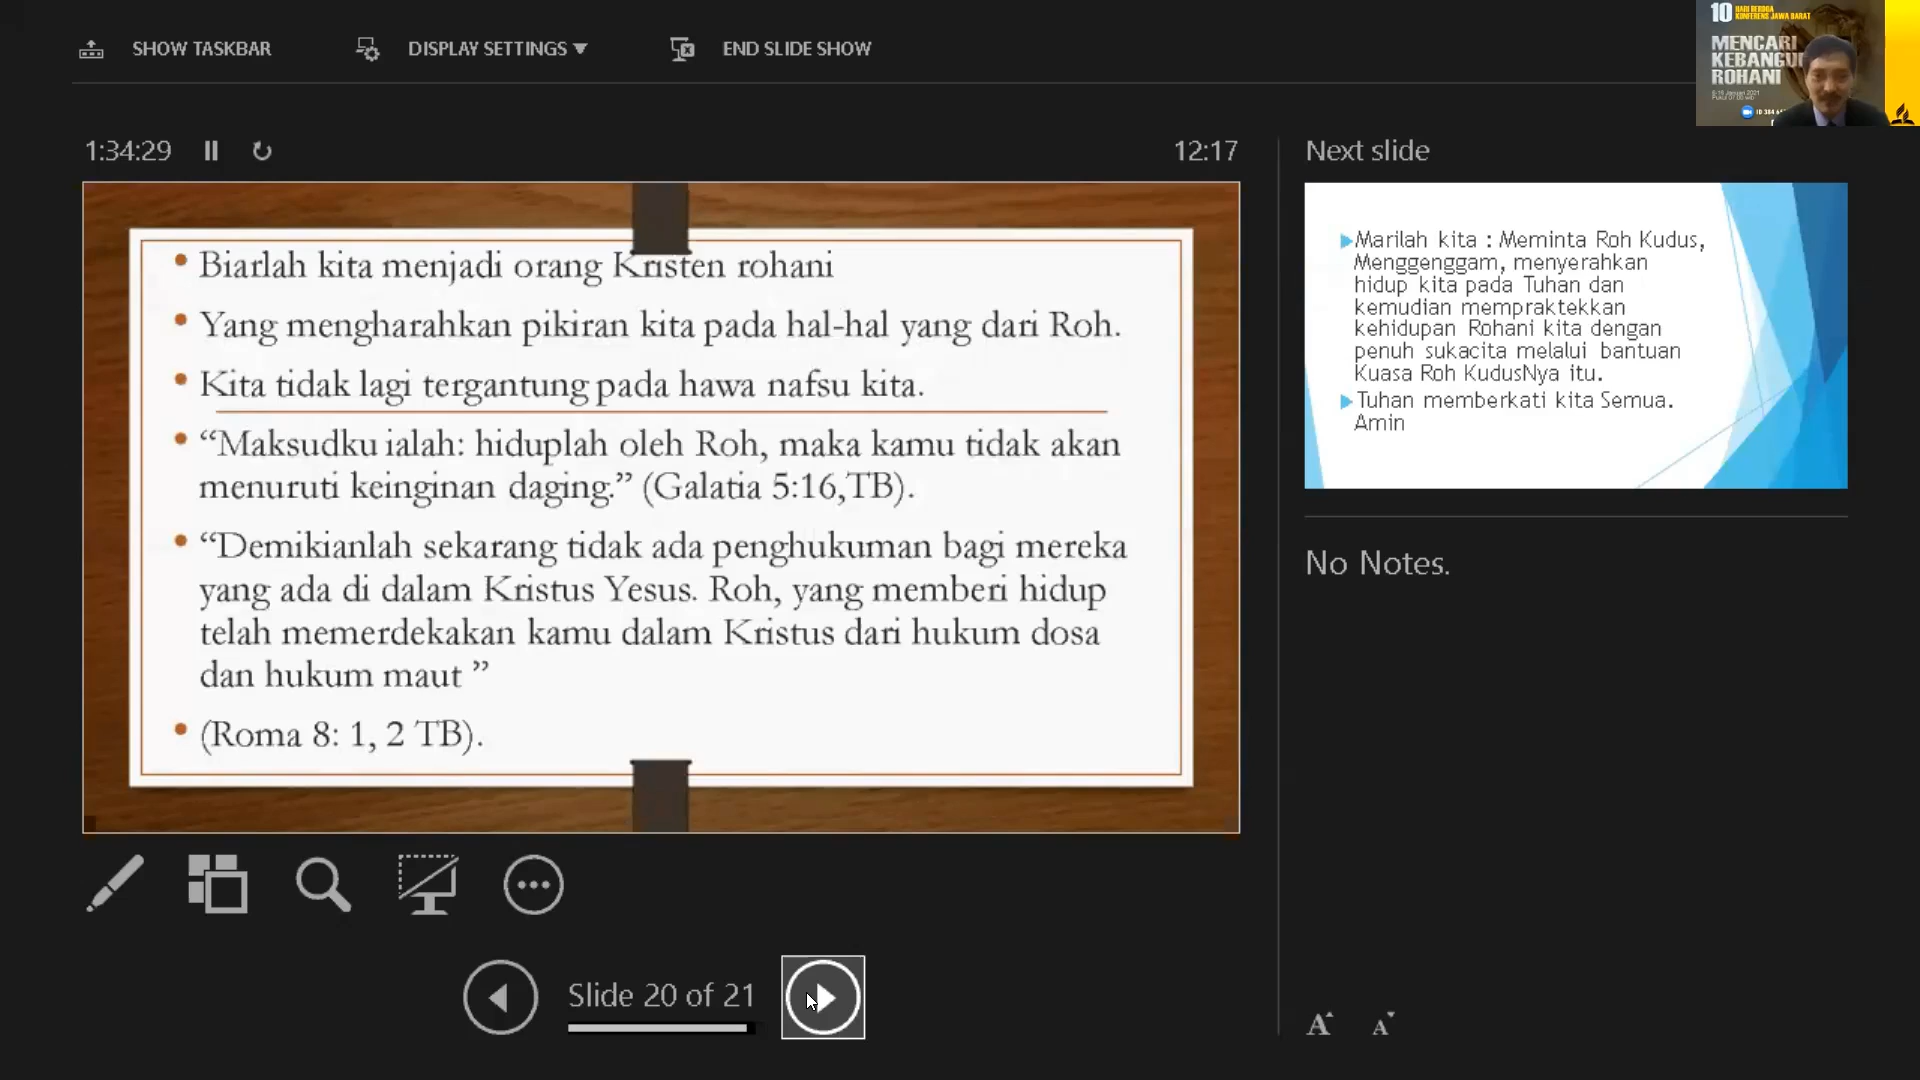 SHOW TASKBAR
DISPLAY SETTINGS
END SLIDE SHOW
10 HARI BERDOA
KONFERENS JAWA BARAT
MENCARI
KEBANGU
ROHANI
1:34:29
12:17
Next slide
• Biarlah kita menjadi orang Kristen rohani
• Yang mengharahkan pikiran kita pada hal-hal yang dari Roh.
• Kita tidak lagi tergantung pada hawa nafsu kita.
• “Maksudku ialah: hiduplah oleh Roh, maka kamu tidak akan
menuruti keinginan daging.” (Galatia 5:16,TB).
• “Demikianlah sekarang tidak ada penghukuman bagi mereka
yang ada di dalam Kristus Yesus. Roh, yang memberi hidup
telah memerdekakan kamu dalam Kristus dari hukum dosa
dan hukum maut ”
• (Roma 8: 1, 2 TB).
Marilah kita : Meminta Roh Kudus,
Menggenggam, menyerahkan
hidup kita pada Tuhan dan
kemudian mempraktekkan
kehidupan Rohani kita dengan
penuh sukacita melalui bantuan
Kuasa Roh KudusNya itu.
Tuhan memberkati kita Semua.
Amin
No Notes.
Slide 20 of 21
A A